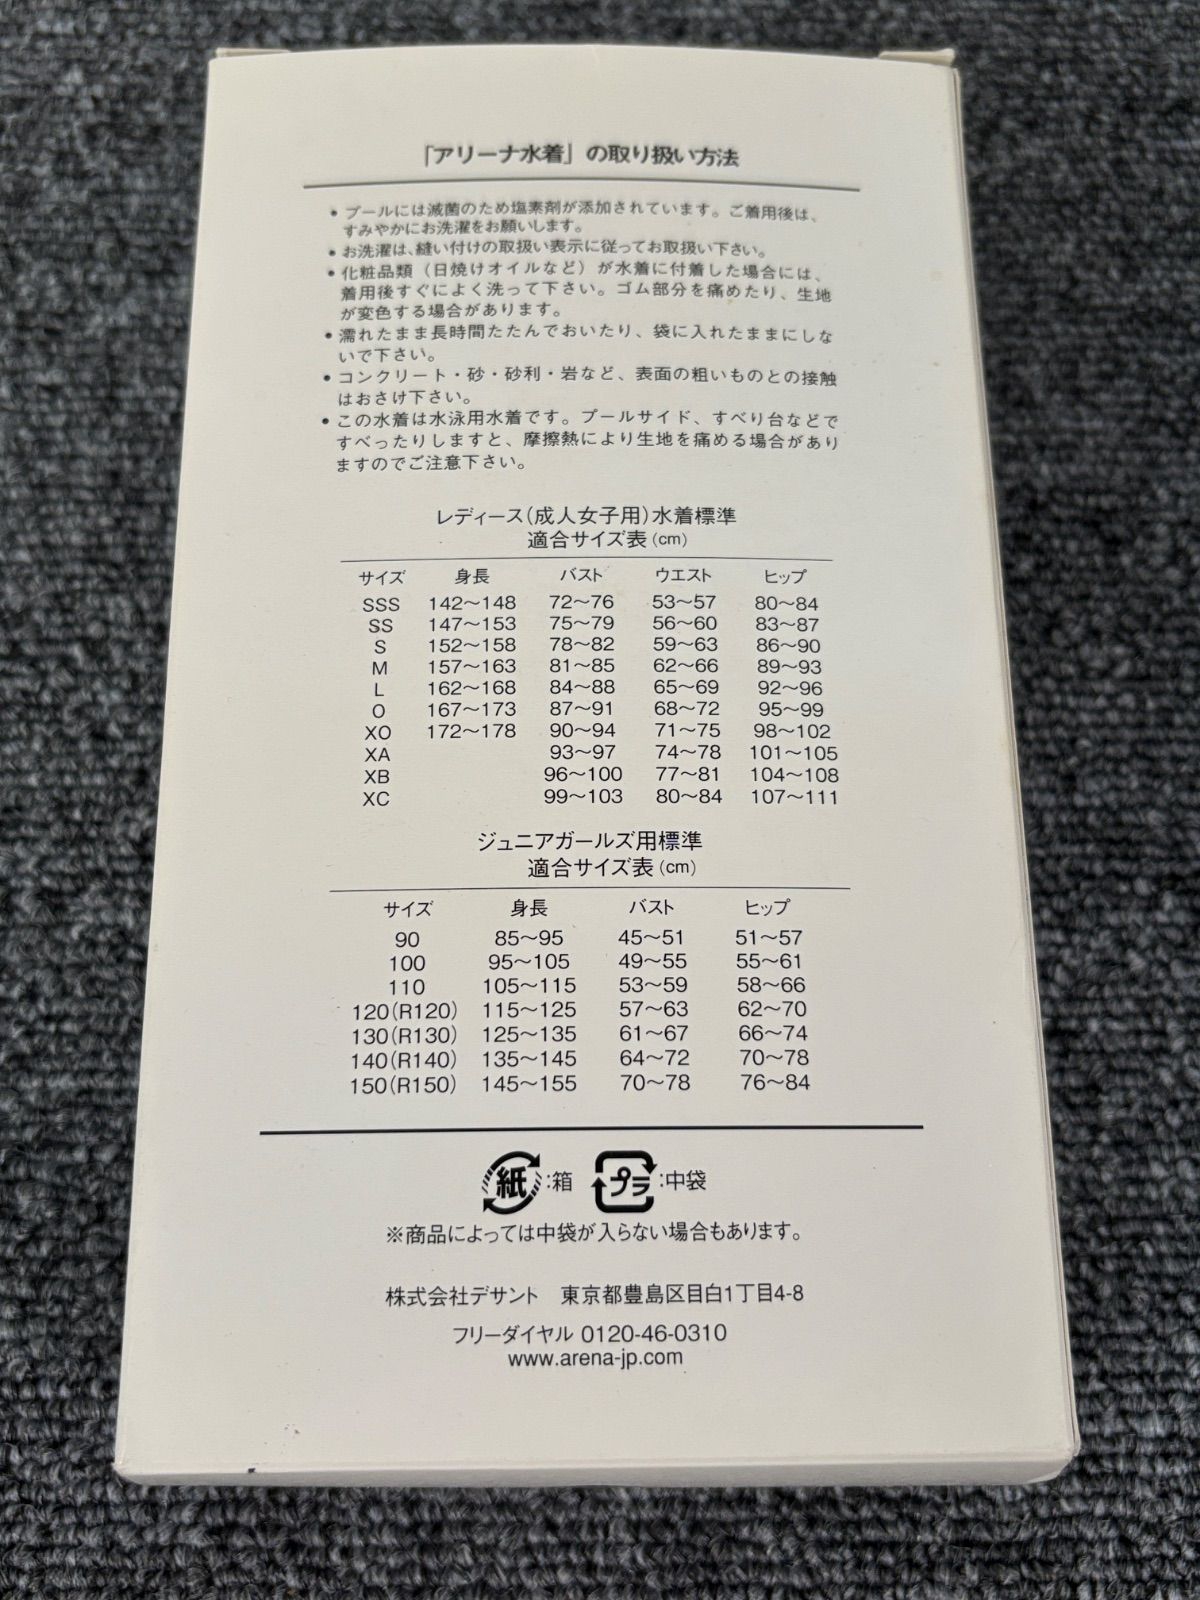 「アリーナ水着」の取り扱い方法
• プールには滅菌のため塩素剤が添加されています。ご着用後は、
すみやかにお洗濯をお願いします。
• お洗濯は、縫い付けの取扱い表示に従ってお取扱い下さい。
• 化粧品類（日焼けオイルなど）が水着に付着した場合には、
着用後すぐによく洗って下さい。ゴム部分を痛めたり、生地
が変色する場合があります。
• 濡れたまま長時間たたんでおいたり、袋に入れたままにしな
いで下さい。
• コンクリート・砂・砂利・岩など、表面の粗いものとの接触
はおさけ下さい。
• この水着は水泳用水着です。プールサイド、すべり台などで
すべったりしますと、摩擦熱により生地を痛める場合があり
ますのでご注意下さい。
レディース（成人女子用）水着標準
適合サイズ表（cm）
サイズ 身長 バスト ウエスト ヒップ
SSS 142〜148 72〜76 53〜57 80〜84
SS 147〜153 75〜79 56〜60 83〜87
S 152〜158 78〜82 59〜63 86〜90
M 157〜163 81〜85 62〜66 89〜93
L 162〜168 84〜88 65〜69 92〜96
O 167〜173 87〜91 68〜72 95〜99
XO 172〜178 90〜94 71〜75 98〜102
XA 93〜97 74〜78 101〜105
XB 96〜100 77〜81 104〜108
XC 99〜103 80〜84 107〜111
ジュニアガールズ用標準
適合サイズ表（cm）
サイズ 身長 バスト ヒップ
90 85〜95 45〜51 51〜57
100 95〜105 49〜55 55〜61
110 105〜115 53〜59 58〜66
120（R120） 115〜125 57〜63 62〜70
130（R130） 125〜135 61〜67 66〜74
140（R140） 135〜145 64〜72 70〜78
150（R150） 145〜155 70〜78 76〜84
紙:箱 プラ:中袋
※商品によっては中袋が入らない場合もあります。
株式会社デサント 東京都豊島区目白1丁目4-8
フリーダイヤル 0120-46-0310
www.arena-jp.com